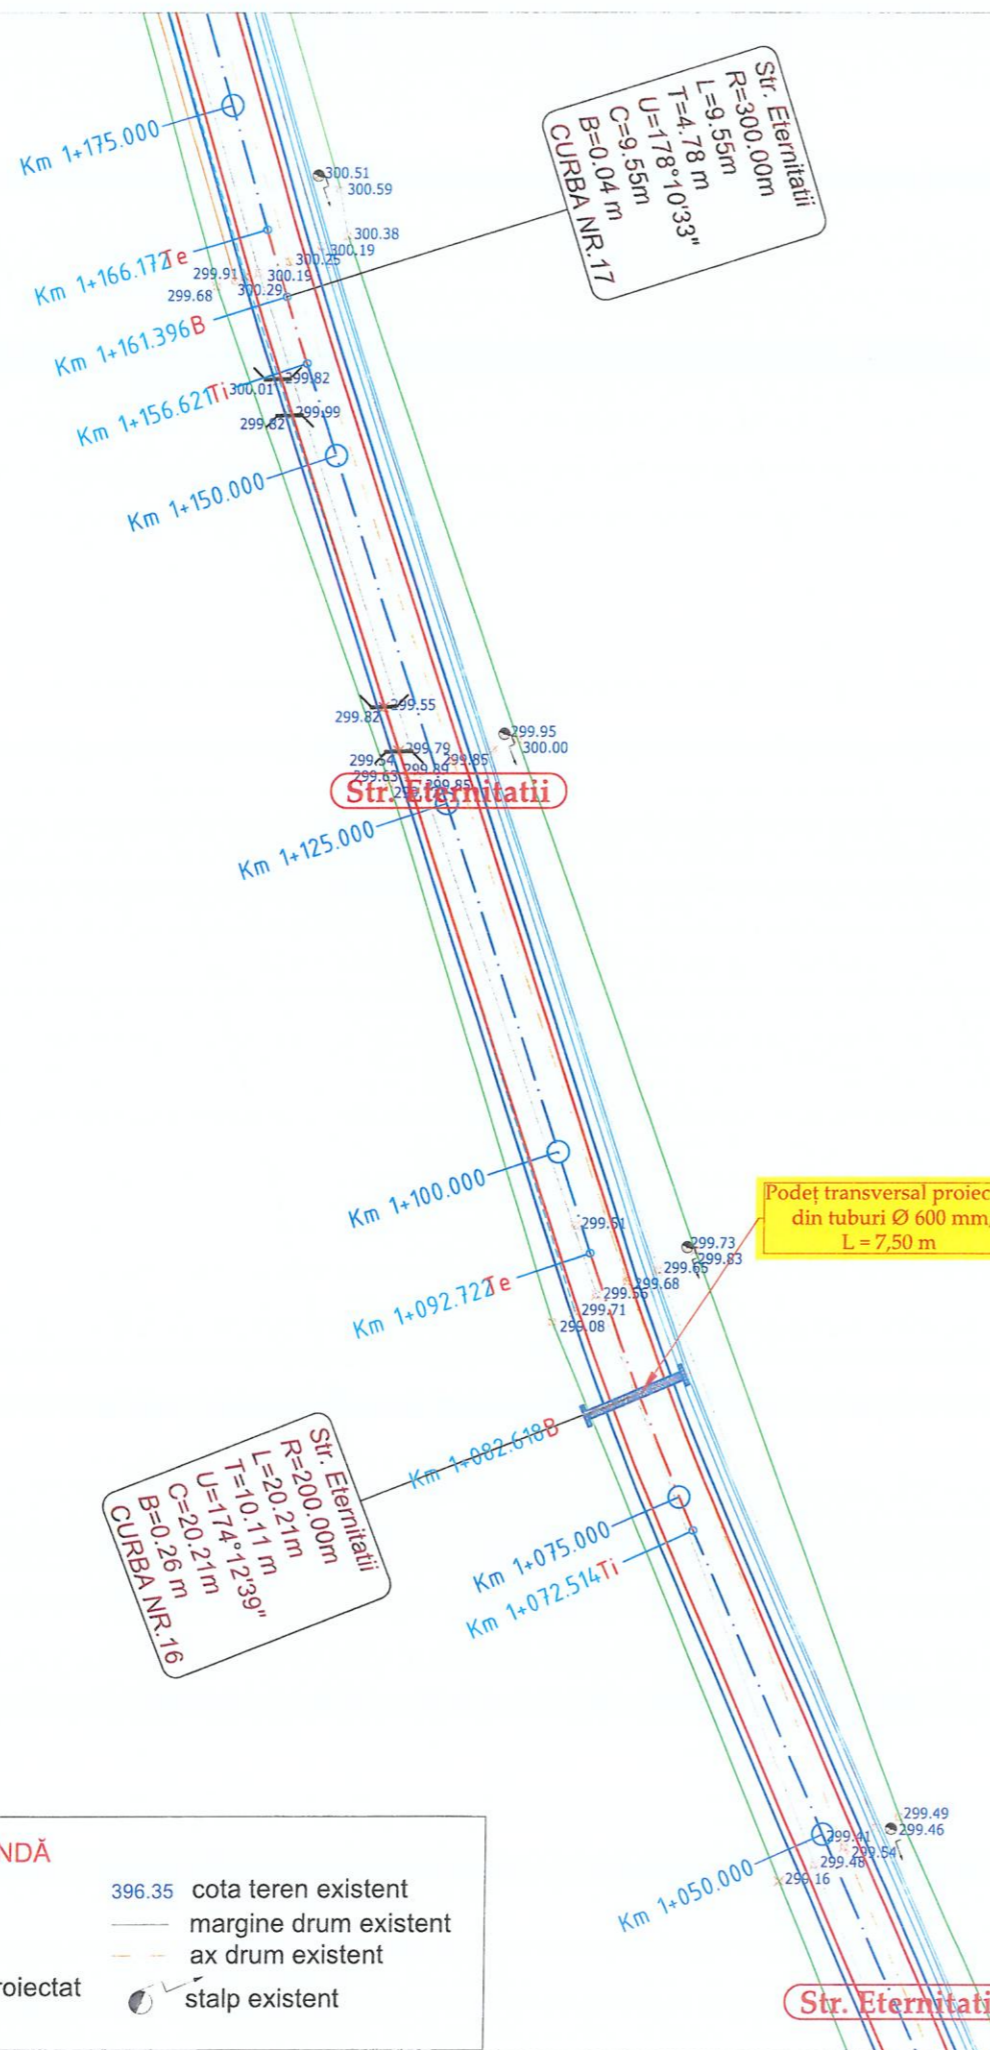 Str. Eternitatii
R=300.00m
L=9.55m
T=4.78 m
U=178°10'33"
C=9.55m
B=0.04 m
CURBA NR.17
Km 1+175.000
300.51
300.59
300.38
300.19
300.25
Km 1+166.172 Te
299.91
300.19
299.68
300.29
Km 1+161.396 B
Km 1+156.621 Ti
300.01
299.82
299.99
299.82
Km 1+150.000
299.55
299.82
299.95
300.00
299.79
299.85
299.63
299.85
Str. Eternitatii
Km 1+125.000
Km 1+100.000
Podeț transversal proiec
din tuburi Ø 600 mm,
L = 7,50 m
299.73
299.83
299.65
299.68
299.56
299.71
299.08
Km 1+092.722 Te
Km 1+082.618 B
Str. Eternitatii
R=200.00m
L=20.21m
T=10.11 m
U=174°12'39"
C=20.21m
B=0.26 m
CURBA NR.16
Km 1+075.000
Km 1+072.514 Ti
299.49
299.46
299.41
299.54
299.48
299.16
Km 1+050.000
NDĂ
396.35 cota teren existent
margine drum existent
ax drum existent
roiectat
stalp existent
Str. Eternitati